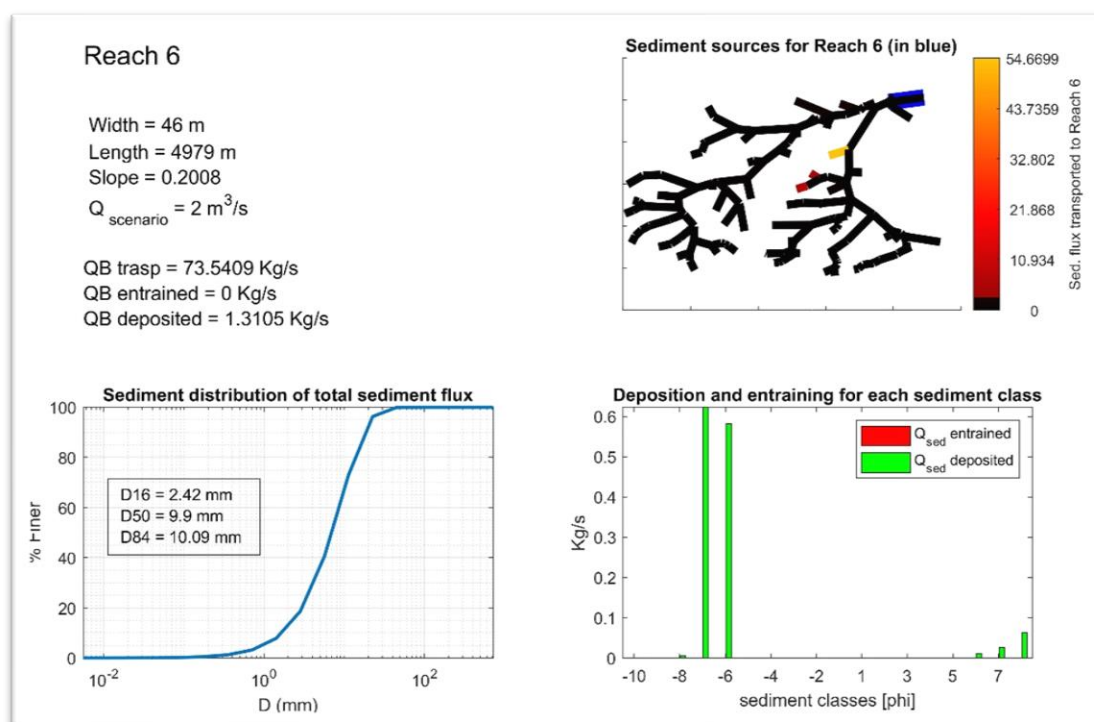 Reach 6
Width = 46 m
Length = 4979 m
Slope = 0.2008
Q scenario = 2 m3/s
QB trasp = 73.5409 Kg/s
QB entrained = 0 Kg/s
QB deposited = 1.3105 Kg/s
Sediment sources for Reach 6 (in blue)
54.6699
43.7359
32.802
21.868
10.934
0
Sed. flux transported to Reach 6
Sediment distribution of total sediment flux
100
80
60
40
20
0
% Finer
D16 = 2.42 mm
D50 = 9.9 mm
D84 = 10.09 mm
10-2 100 102
D (mm)
Deposition and entraining for each sediment class
0.6
0.5
0.4
0.3
0.2
0.1
0
Kg/s
Qsed entrained
Qsed deposited
-10 -8 -6 -4 -2 1 3 5 7
sediment classes [phi]